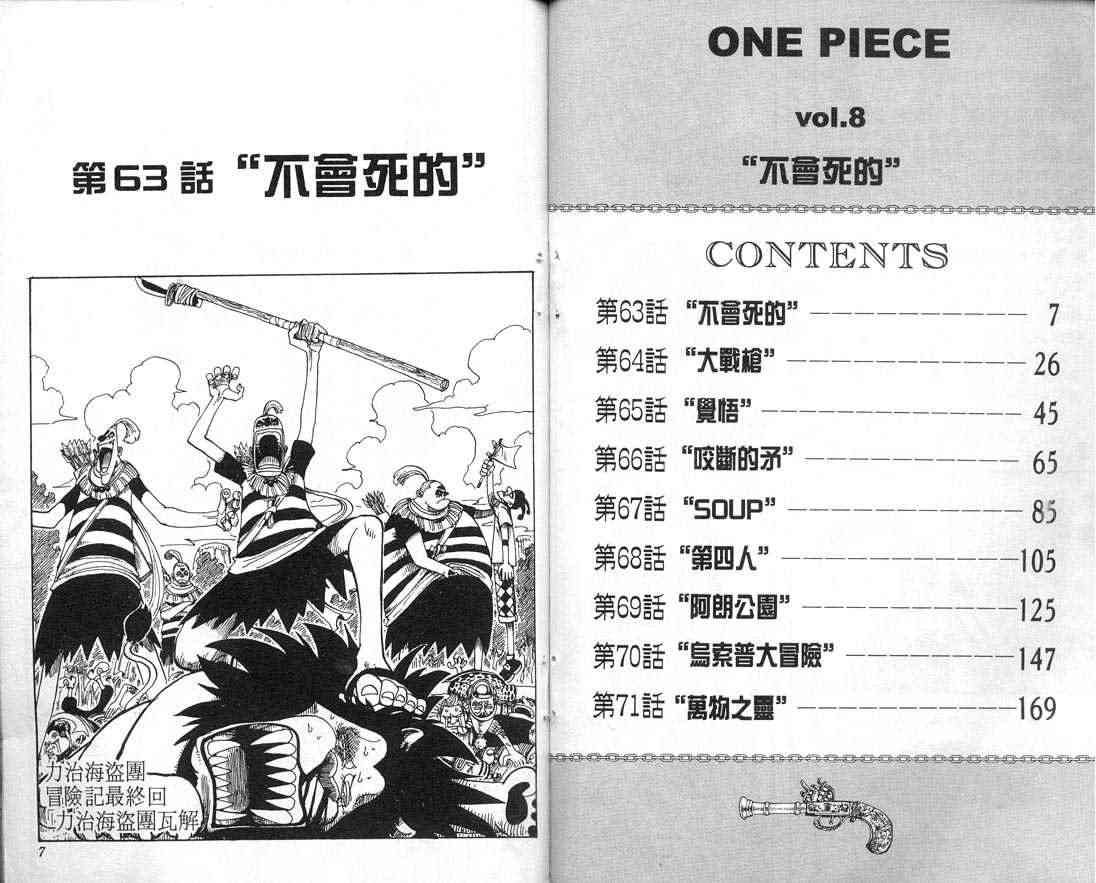 ONE PIECE
vol.8
“不會死的”
CONTENTS
第63話 “不會死的” 7
第64話 “大戰槍” 26
第65話 “覺悟” 45
第66話 “咬斷的矛” 65
第67話 “SOUP” 85
第68話 “第四人” 105
第69話 “阿朗公園” 125
第70話 “烏索普大冒險” 147
第71話 “萬物之靈” 169
第63話 “不會死的”
力治海盜團
冒險記最終回
「力治海盜團瓦解
7